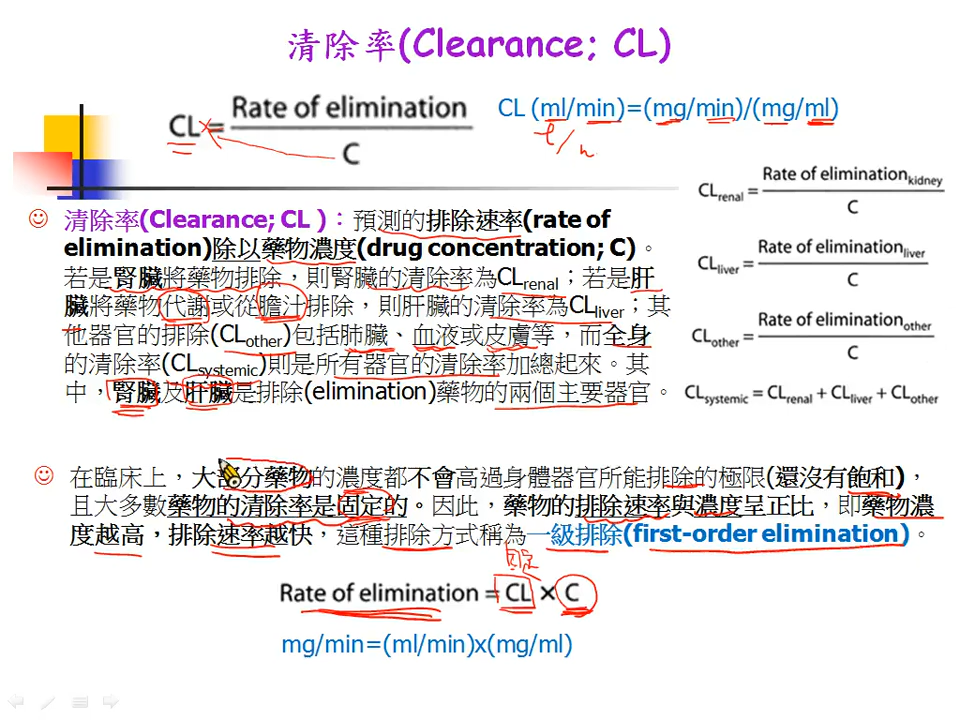 清除率(Clearance; CL)
CL = Rate of elimination / C
CL (ml/min)=(mg/min)/(mg/ml)
l/h
CLrenal = Rate of eliminationkidney / C
CLliver = Rate of eliminationliver / C
CLother = Rate of eliminationother / C
CLsystemic = CLrenal + CLliver + CLother
清除率(Clearance; CL )：預測的排除速率(rate of
elimination)除以藥物濃度(drug concentration; C)。
若是腎臟將藥物排除，則腎臟的清除率為CLrenal；若是肝
臟將藥物代謝或從膽汁排除，則肝臟的清除率為CLliver；其
他器官的排除(CLother)包括肺臟、血液或皮膚等，而全身
的清除率(CLsystemic)則是所有器官的清除率加總起來。其
中，腎臟及肝臟是排除(elimination)藥物的兩個主要器官。
在臨床上，大部分藥物的濃度都不會高過身體器官所能排除的極限(還沒有飽和)，
且大多數藥物的清除率是固定的。因此，藥物的排除速率與濃度呈正比，即藥物濃
度越高，排除速率越快，這種排除方式稱為一級排除(first-order elimination)。
固定
Rate of elimination = CL × C
mg/min=(ml/min)x(mg/ml)